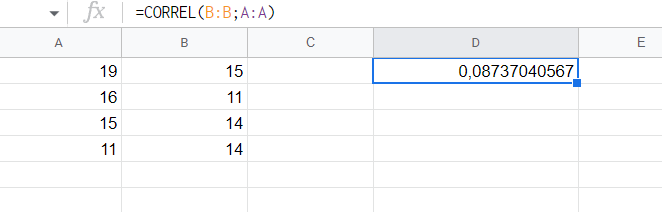 fx =CORREL(B:B;A:A)
A B C D E
19 15 0,08737040567
16 11
15 14
11 14